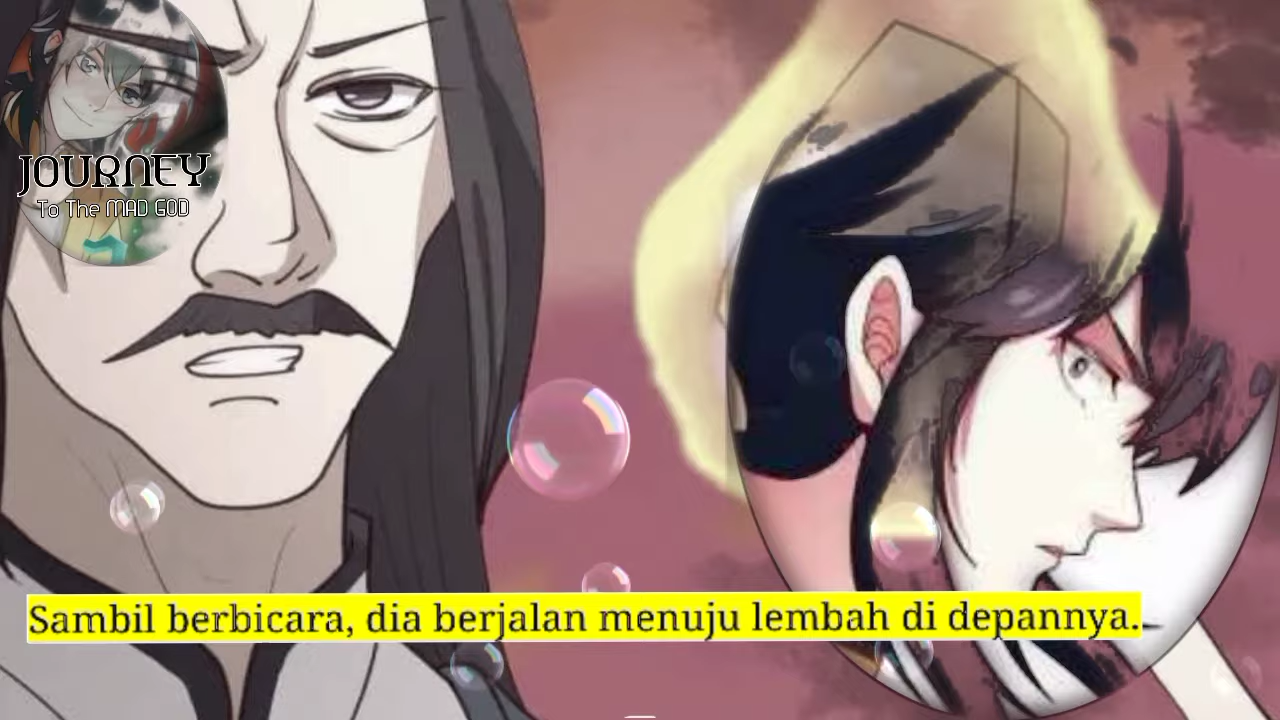 JOURNEY
To The MAD GOD
Sambil berbicara, dia berjalan menuju lembah di depannya.